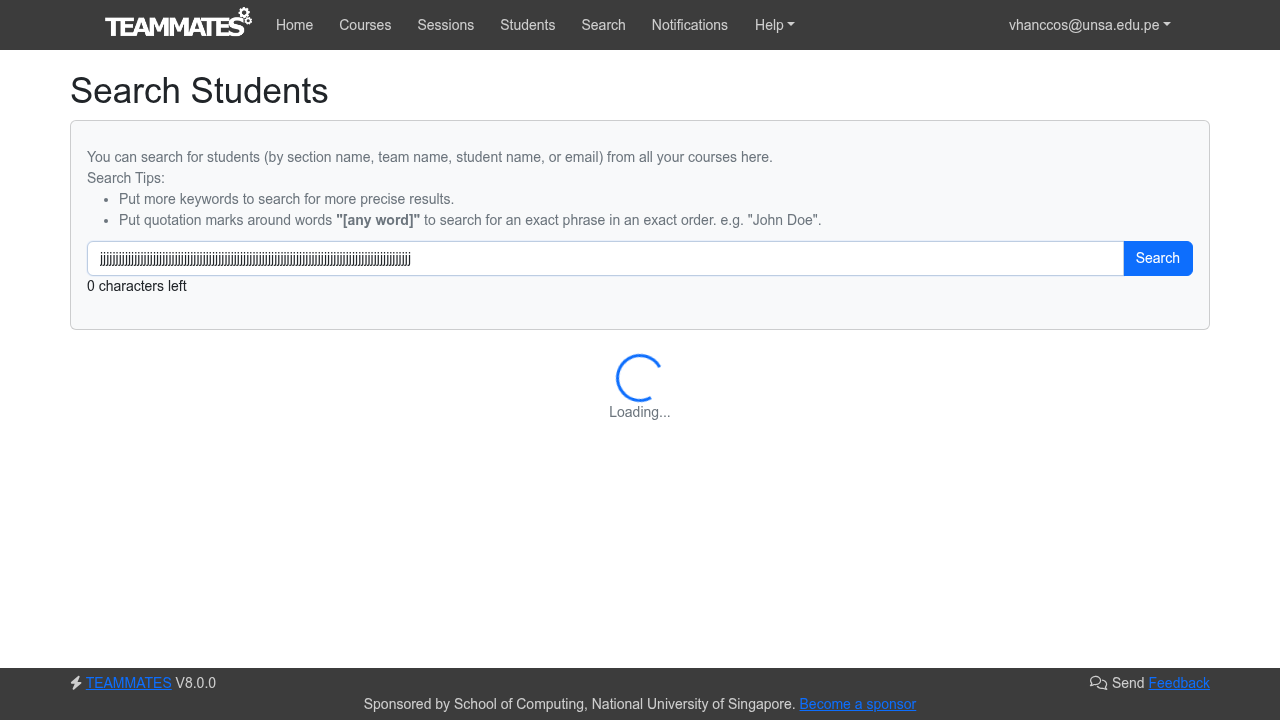 TEAMMATES Home Courses Sessions Students Search Notifications Help vhanccos@unsa.edu.pe
Search Students
You can search for students (by section name, team name, student name, or email) from all your courses here.
Search Tips:
Put more keywords to search for more precise results.
Put quotation marks around words "[any word]" to search for an exact phrase in an exact order. e.g. "John Doe".
jjjjjjjjjjjjjjjjjjjjjjjjjjjjjjjjjjjjjjjjjjjjjjjjjjjjjjjjjjjjjjjjjjjjjjjjjjjjjjjjjjjjjjjjjjjjjjjjjjjj Search
0 characters left
Loading...
TEAMMATES V8.0.0 Send Feedback
Sponsored by School of Computing, National University of Singapore. Become a sponsor